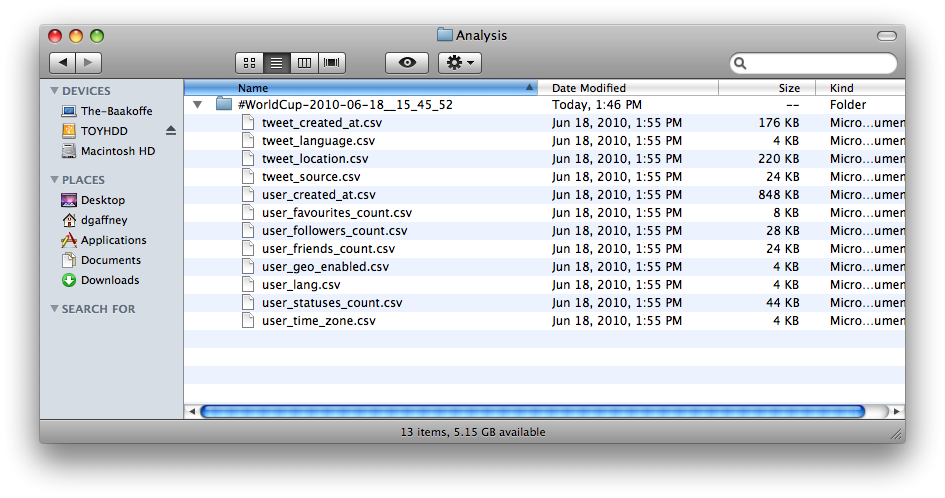 Analysis
DEVICES
The-Baakoffe
TOYHDD
Macintosh HD
PLACES
Desktop
dgaffney
Applications
Documents
Downloads
SEARCH FOR
Name Date Modified Size Kind
#WorldCup-2010-06-18__15_45_52 Today, 1:46 PM -- Folder
tweet_created_at.csv Jun 18, 2010, 1:55 PM 176 KB Micro...umen
tweet_language.csv Jun 18, 2010, 1:55 PM 4 KB Micro...umen
tweet_location.csv Jun 18, 2010, 1:55 PM 220 KB Micro...umen
tweet_source.csv Jun 18, 2010, 1:55 PM 24 KB Micro...umen
user_created_at.csv Jun 18, 2010, 1:55 PM 848 KB Micro...umen
user_favourites_count.csv Jun 18, 2010, 1:55 PM 8 KB Micro...umen
user_followers_count.csv Jun 18, 2010, 1:55 PM 28 KB Micro...umen
user_friends_count.csv Jun 18, 2010, 1:55 PM 24 KB Micro...umen
user_geo_enabled.csv Jun 18, 2010, 1:55 PM 4 KB Micro...umen
user_lang.csv Jun 18, 2010, 1:55 PM 4 KB Micro...umen
user_statuses_count.csv Jun 18, 2010, 1:55 PM 44 KB Micro...umen
user_time_zone.csv Jun 18, 2010, 1:55 PM 4 KB Micro...umen
13 items, 5.15 GB available